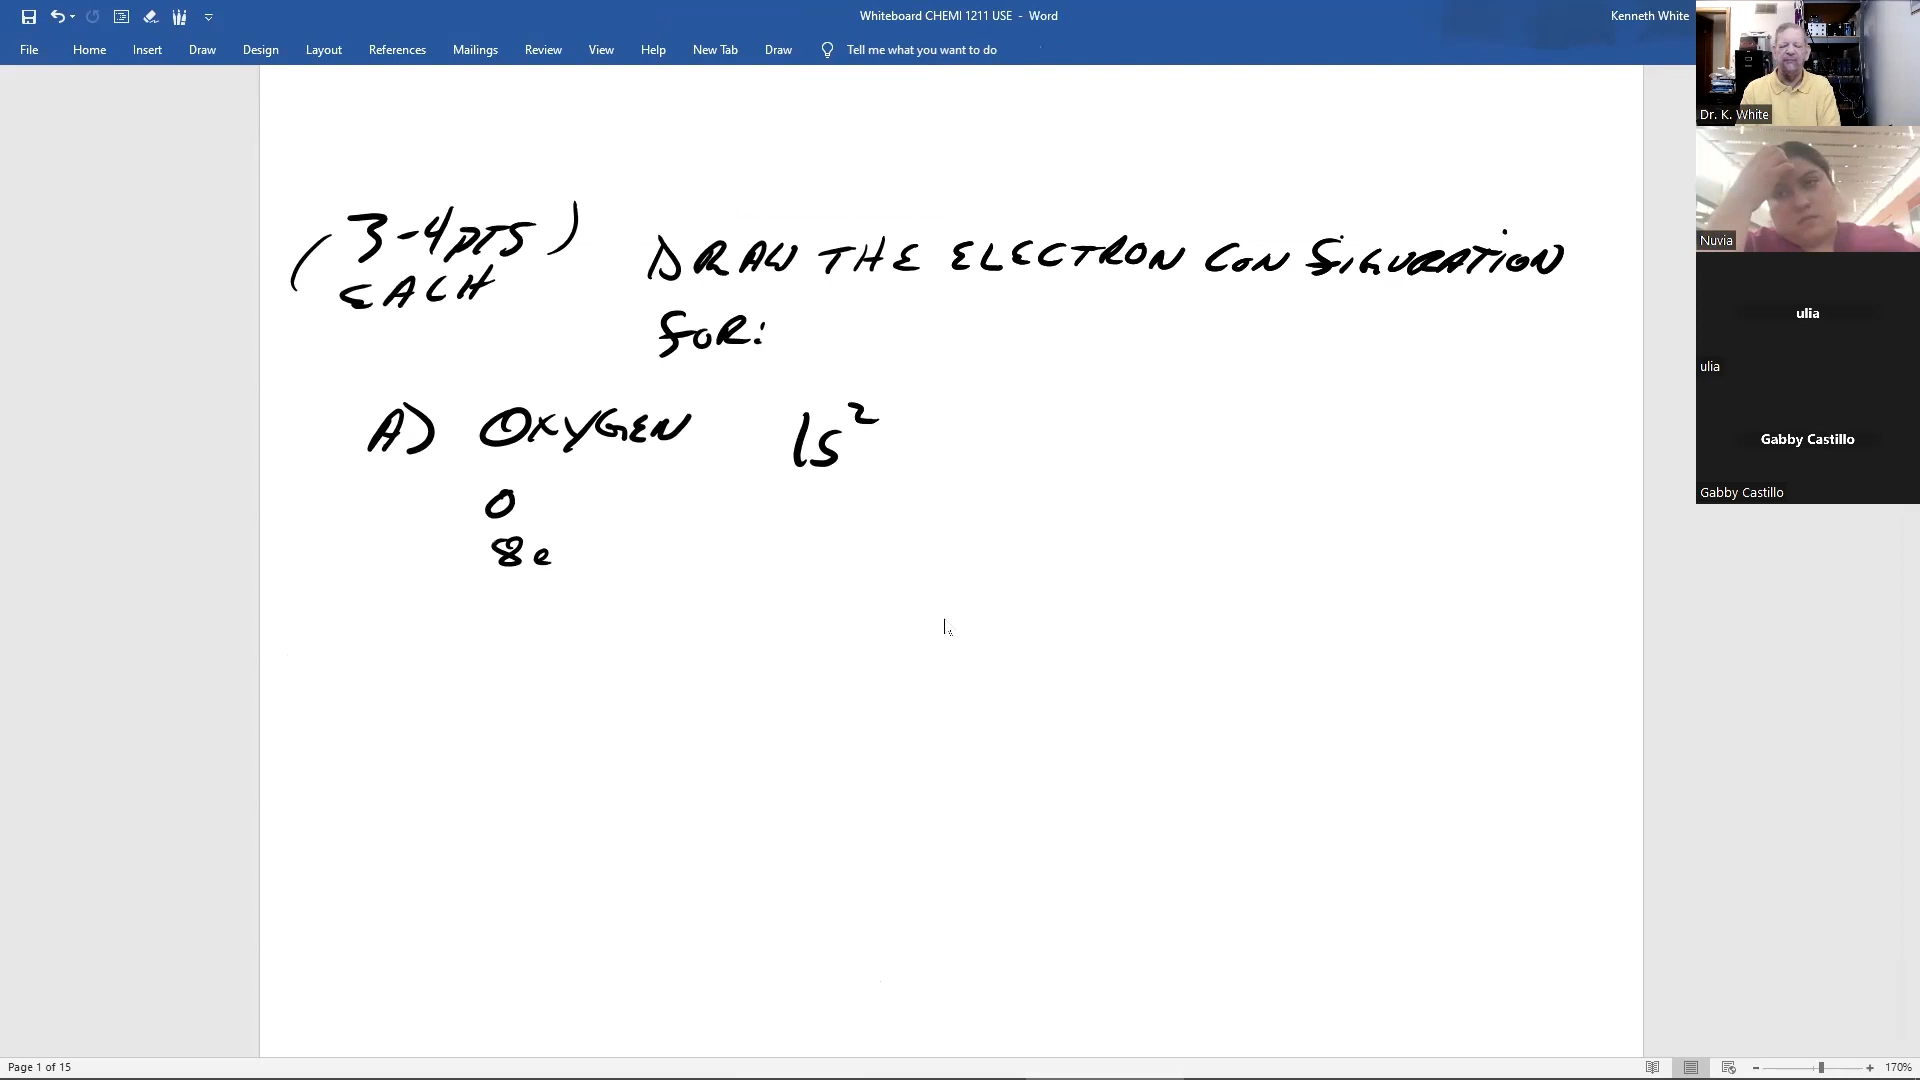 Whiteboard CHEMI 1211 USE - Word
Kenneth White
File Home Insert Draw Design Layout References Mailings Review View Help New Tab Draw Tell me what you want to do
Dr. K. White
Nuvia
ulia
ulia
Gabby Castillo
Gabby Castillo
(3-4 PTS) EACH
DRAW THE ELECTRON CONFIGURATION
FOR:
A) OXYGEN 1s²
O
8e
Page 1 of 15
170%